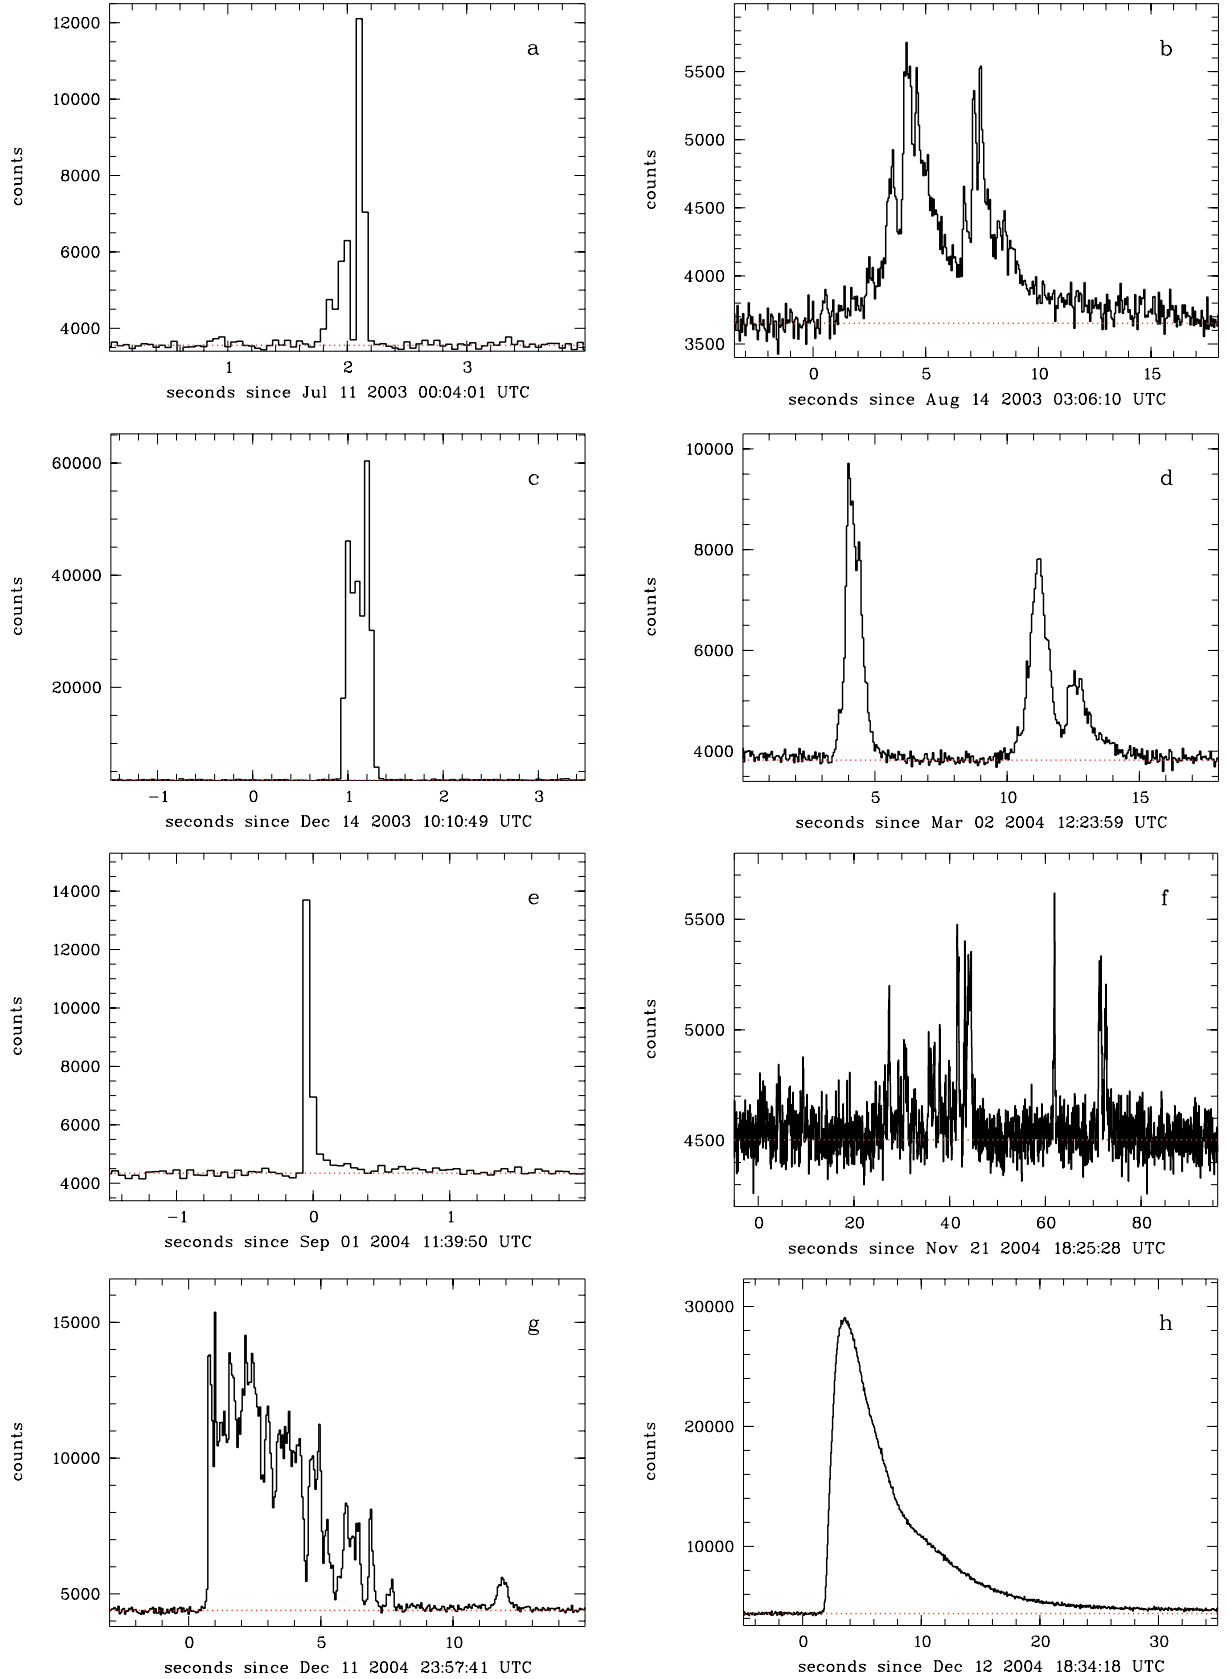 12000
10000
8000
6000
4000
counts
a
1 2 3
seconds since Jul 11 2003 00:04:01 UTC
5500
5000
4500
4000
3500
counts
b
0 5 10 15
seconds since Aug 14 2003 03:06:10 UTC
60000
40000
20000
counts
c
-1 0 1 2 3
seconds since Dec 14 2003 10:10:49 UTC
10000
8000
6000
4000
counts
d
5 10 15
seconds since Mar 02 2004 12:23:59 UTC
14000
12000
10000
8000
6000
4000
counts
e
-1 0 1
seconds since Sep 01 2004 11:39:50 UTC
5500
5000
4500
counts
f
0 20 40 60 80
seconds since Nov 21 2004 18:25:28 UTC
15000
10000
5000
counts
g
0 5 10
seconds since Dec 11 2004 23:57:41 UTC
30000
20000
10000
counts
h
0 10 20 30
seconds since Dec 12 2004 18:34:18 UTC